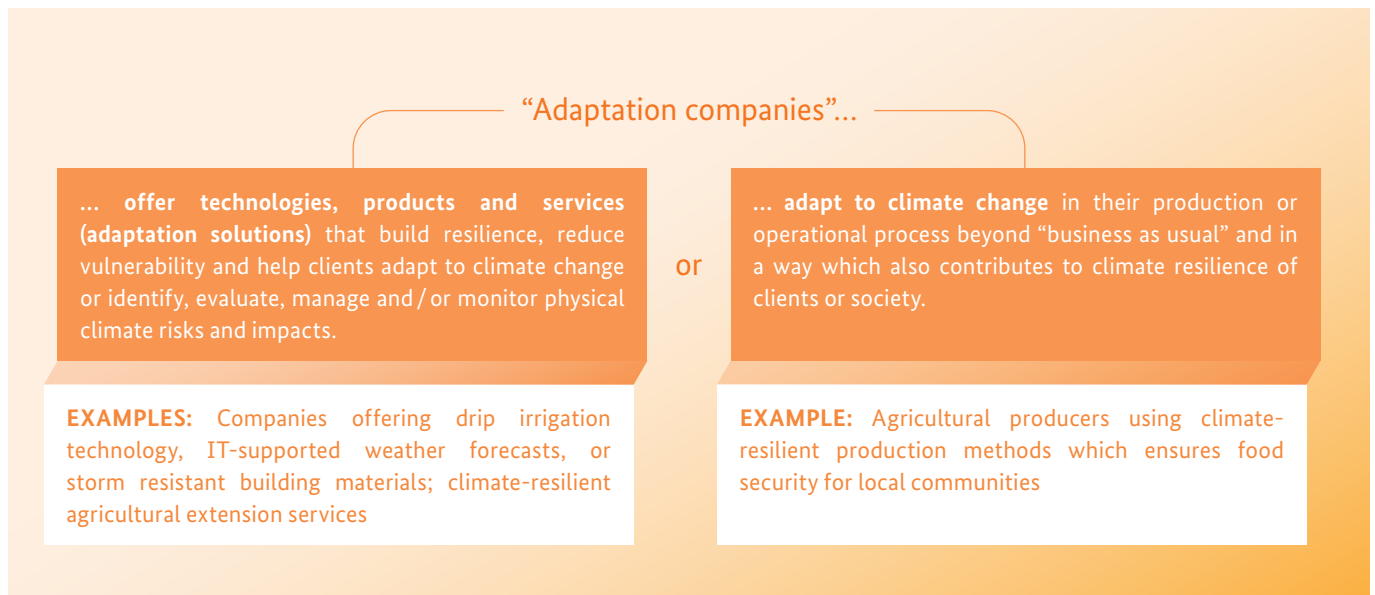 “Adaptation companies”...
... offer technologies, products and services
(adaptation solutions) that build resilience, reduce
vulnerability and help clients adapt to climate change
or identify, evaluate, manage and / or monitor physical
climate risks and impacts.
or
... adapt to climate change in their production or
operational process beyond “business as usual” and in
a way which also contributes to climate resilience of
clients or society.
EXAMPLES: Companies offering drip irrigation
technology, IT-supported weather forecasts, or
storm resistant building materials; climate-resilient
agricultural extension services
EXAMPLE: Agricultural producers using climate-
resilient production methods which ensures food
security for local communities